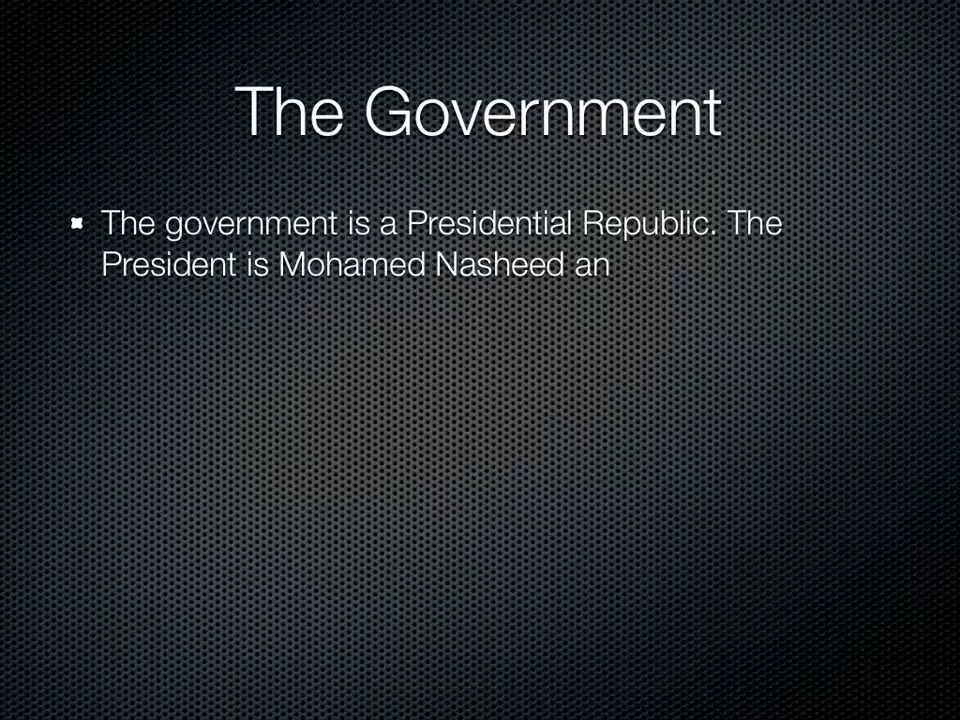 The Government
The government is a Presidential Republic. The
President is Mohamed Nasheed an